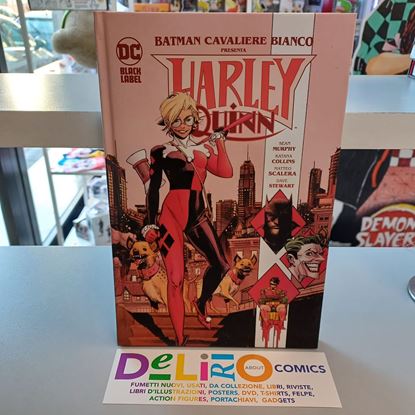 BATMAN CAVALIERE BIANCO
PRESENTA
DC
BLACK
LABEL
HARLEY
QUINN
SEAN
MURPHY
KATANA
COLLINS
MATTEO
SCALERA
DAVE
STEWART
DEMON
SLAYER
DeLiRiO ABOUT COMICS
FUMETTI NUOVI, USATI, DA COLLEZIONE, LIBRI, RIVISTE,
LIBRI D'ILLUSTRAZIONI, POSTERS, DVD, T-SHIRTS, FELPE,
ACTION FIGURES, PORTACHIAVI, GADGETS